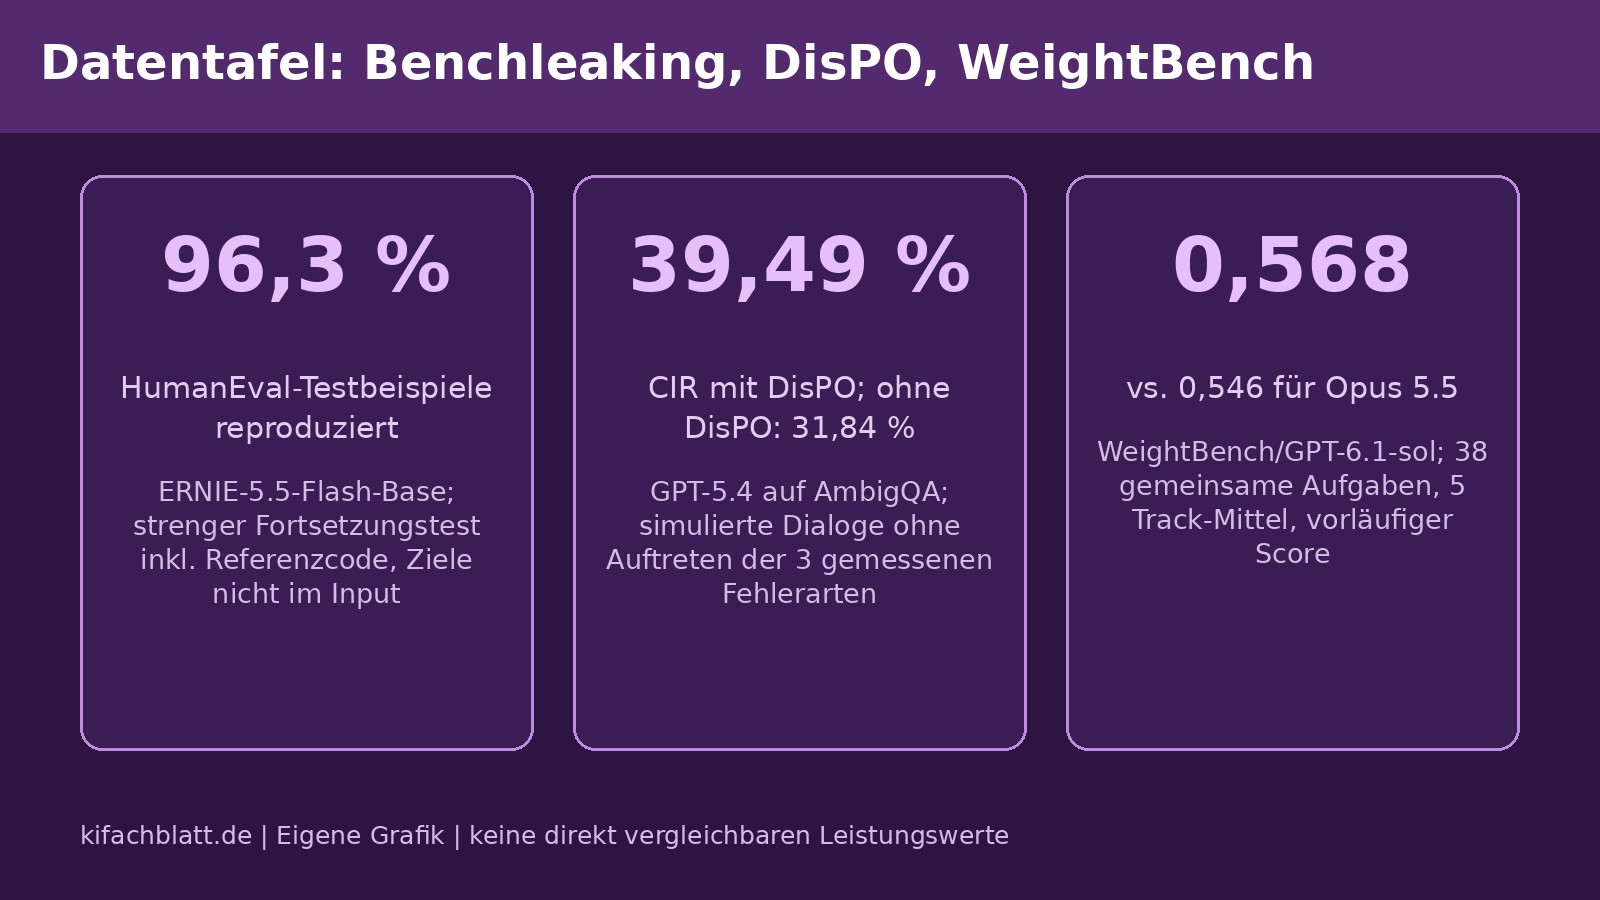 Datentafel: Benchleaking, DisPO, WeightBench
96,3 %
HumanEval-Testbeispiele
reproduziert
ERNIE-5.5-Flash-Base;
strenger Fortsetzungstest
inkl. Referenzcode, Ziele
nicht im Input
39,49 %
CIR mit DisPO; ohne
DisPO: 31,84 %
GPT-5.4 auf AmbigQA;
simulierte Dialoge ohne
Auftreten der 3 gemessenen
Fehlerarten
0,568
vs. 0,546 für Opus 5.5
WeightBench/GPT-6.1-sol; 38
gemeinsame Aufgaben, 5
Track-Mittel, vorläufiger
Score
kifachblatt.de | Eigene Grafik | keine direkt vergleichbaren Leistungswerte